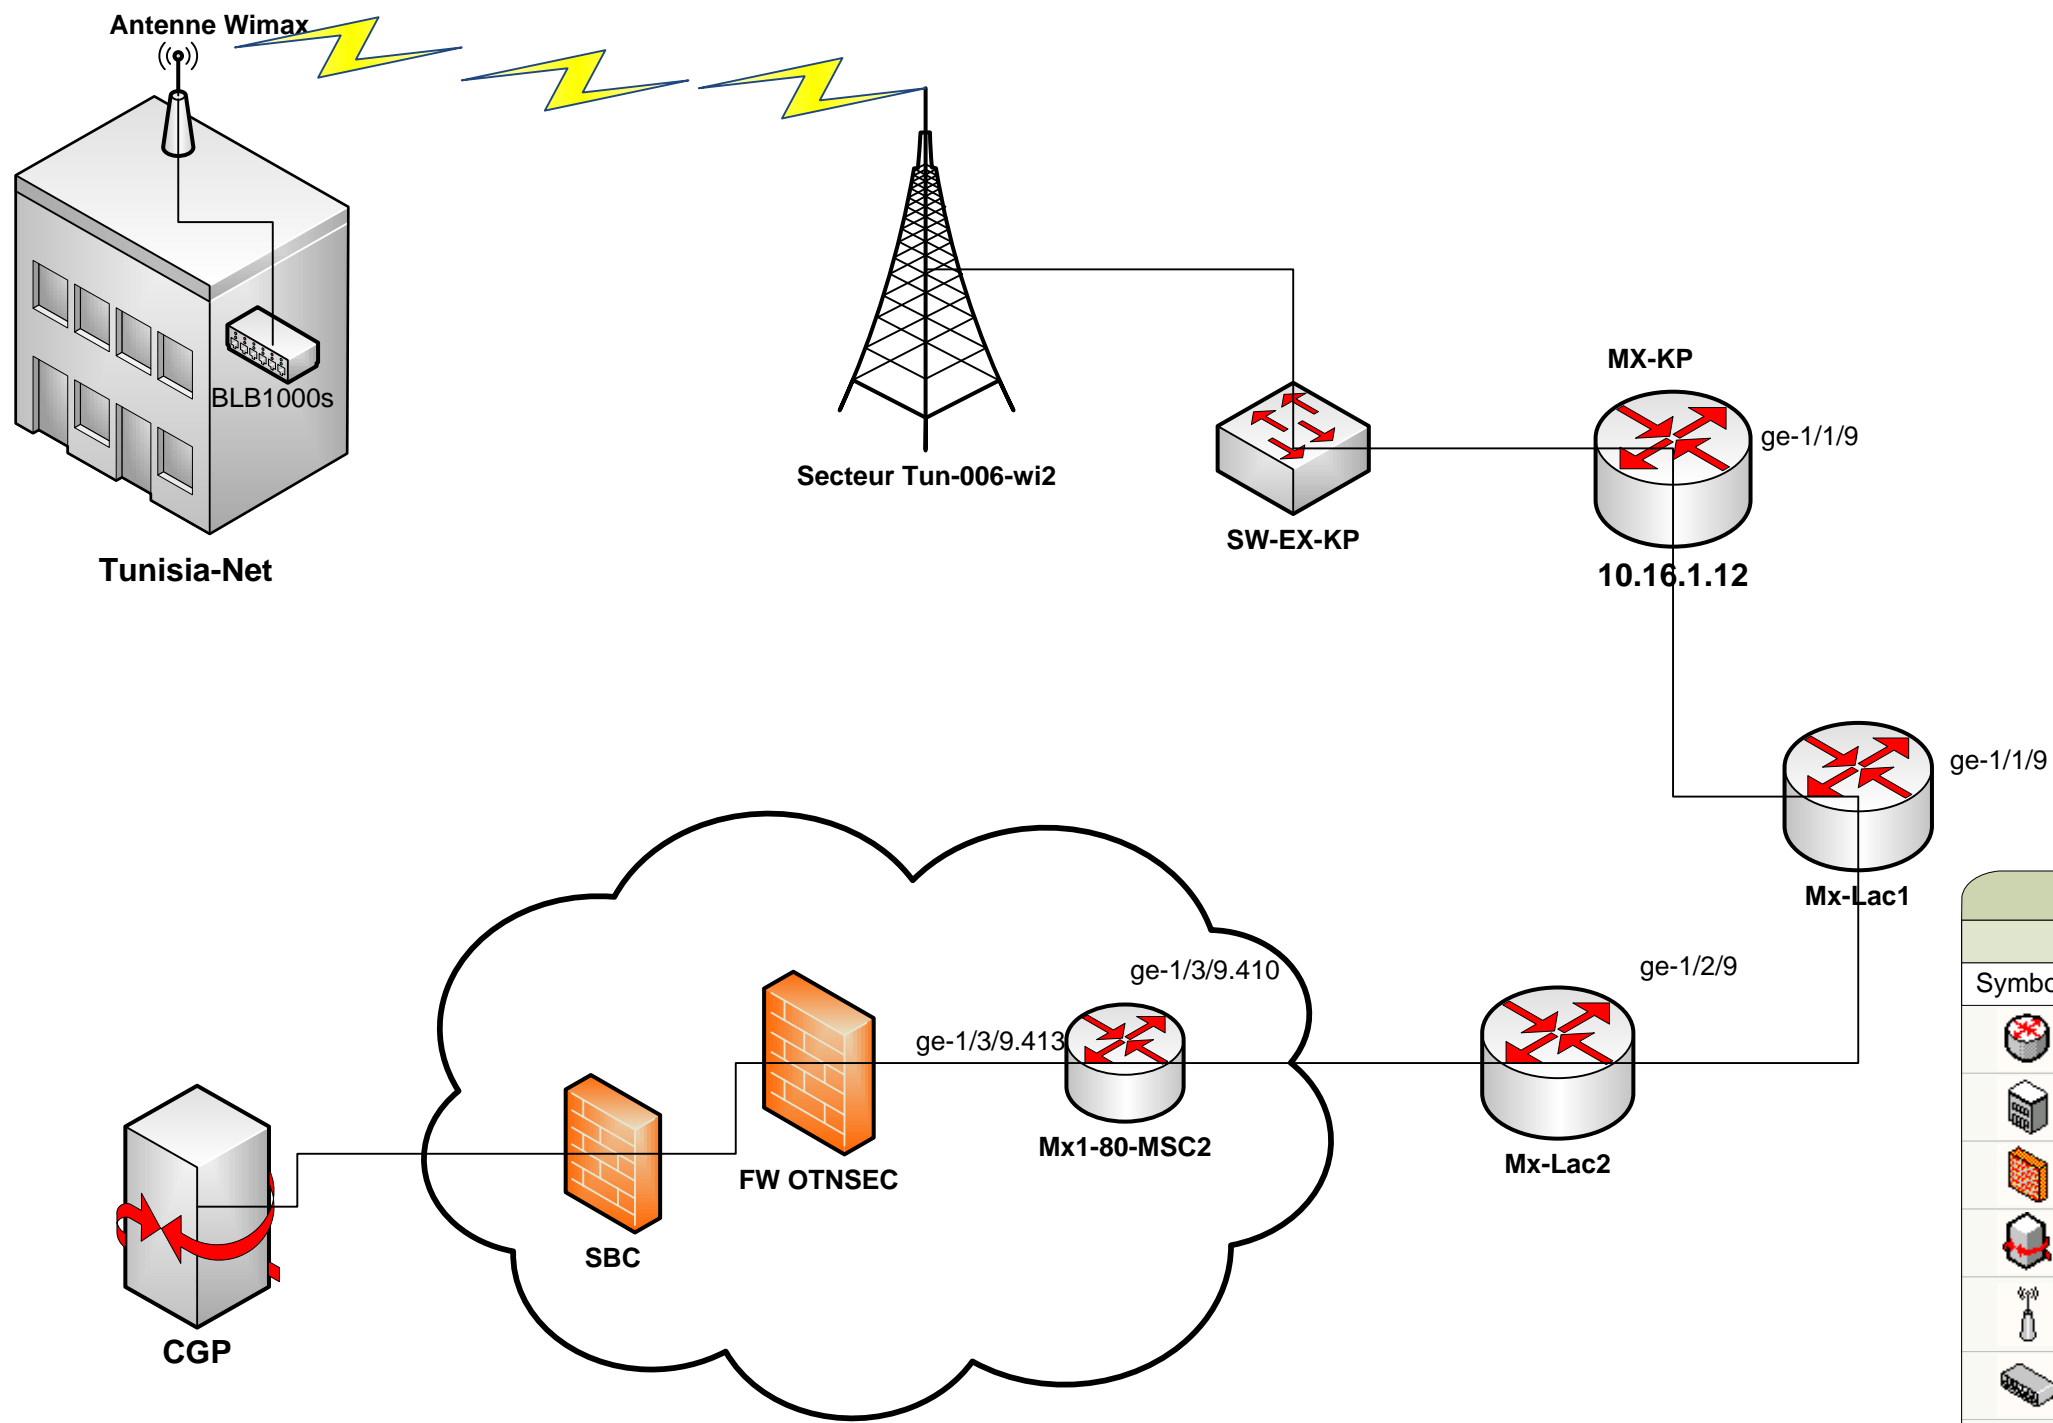 Antenne Wimax
BLB1000s
Tunisia-Net
Secteur Tun-006-wi2
SW-EX-KP
MX-KP
ge-1/1/9
10.16.1.12
ge-1/1/9
Mx-Lac1
ge-1/2/9
Mx-Lac2
ge-1/3/9.410
ge-1/3/9.413
Mx1-80-MSC2
FW OTNSEC
SBC
CGP